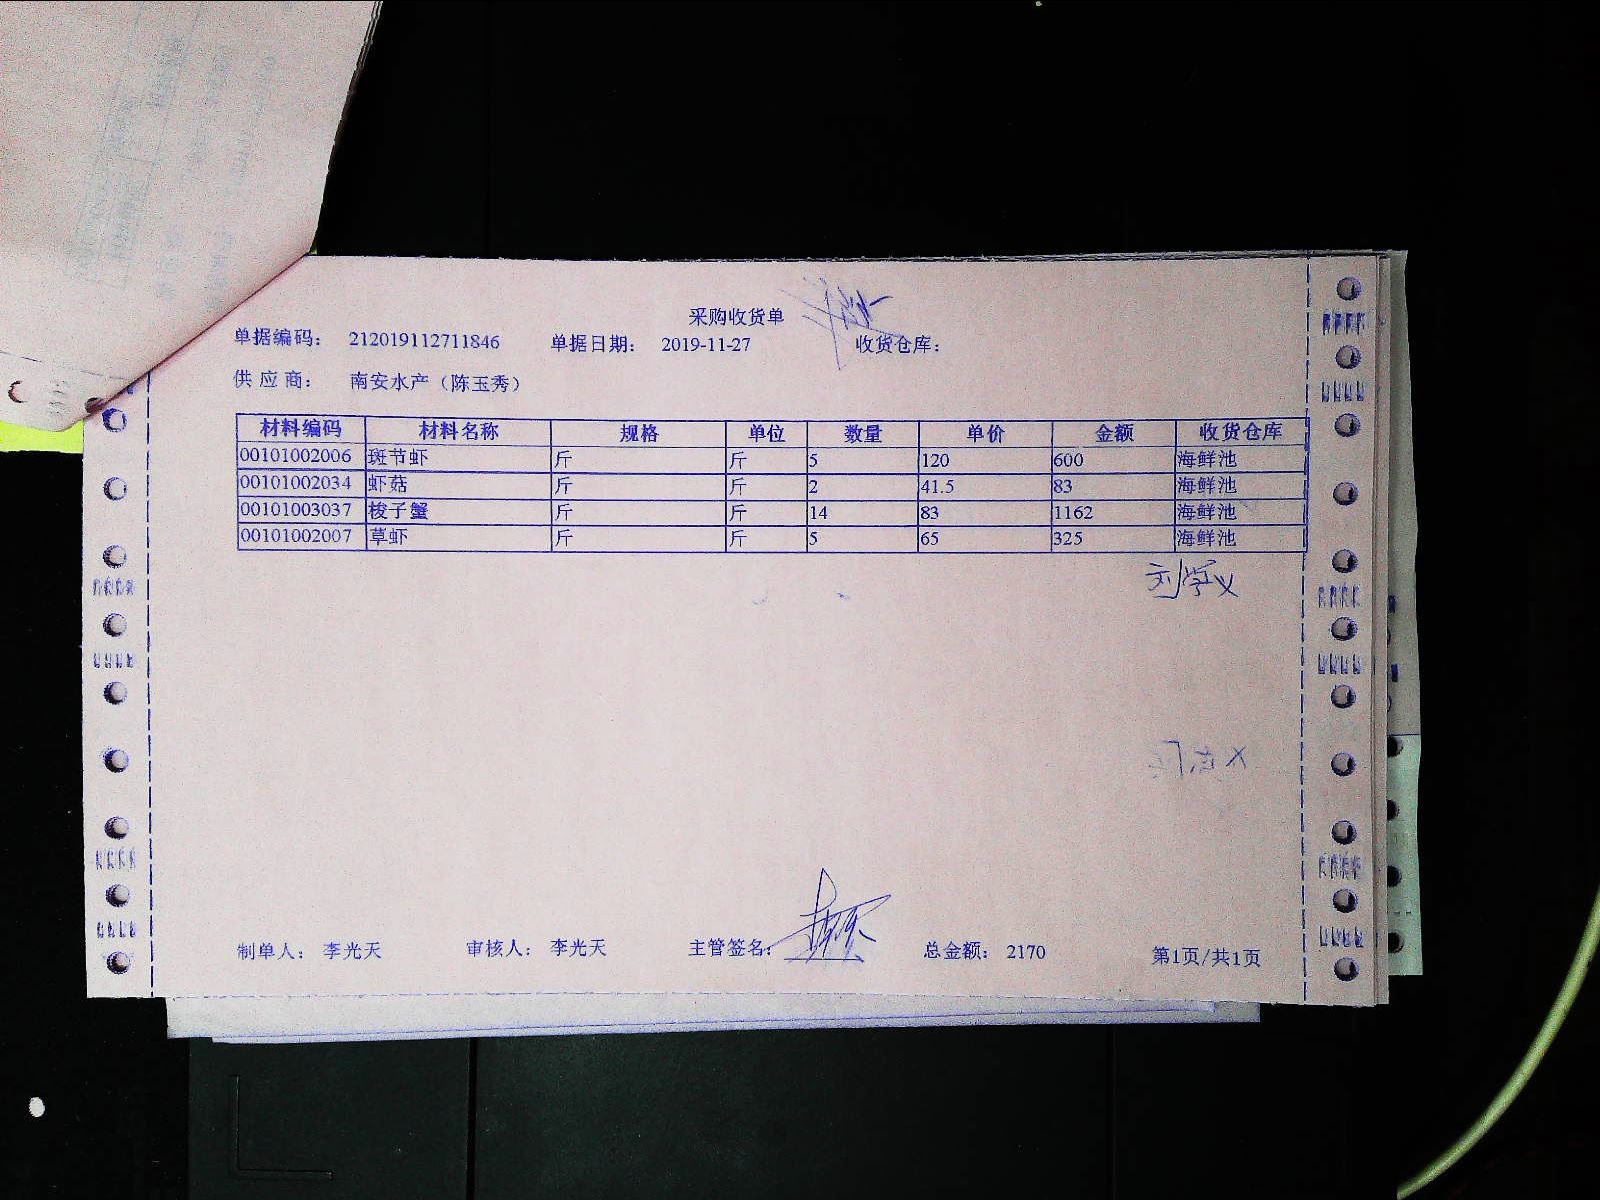 采购收货单
单据编码： 212019112711846 单据日期： 2019-11-27 收货仓库：
供应商： 南安水产（陈玉秀）
材料编码 材料名称 规格 单位 数量 单价 金额 收货仓库
00101002006 斑节虾 斤 斤 5 120 600 海鲜池
00101002034 虾菇 斤 斤 2 41.5 83 海鲜池
00101003037 梭子蟹 斤 斤 14 83 1162 海鲜池
00101002007 草虾 斤 斤 5 65 325 海鲜池
制单人： 李光天 审核人： 李光天 主管签名： 总金额： 2170 第1页/共1页